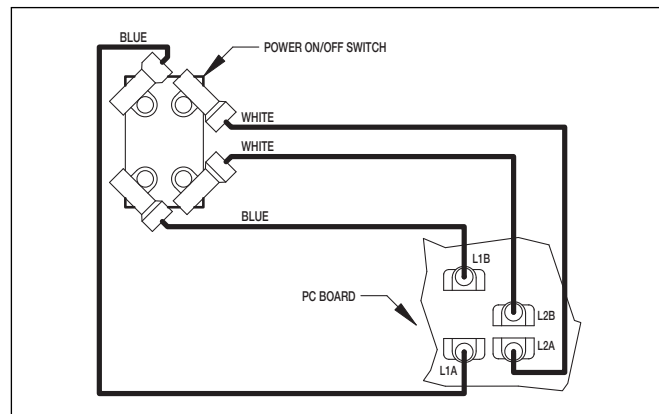 BLUE
POWER ON/OFF SWITCH
WHITE
WHITE
BLUE
L1B
PC BOARD
L2B
L2A
L1A